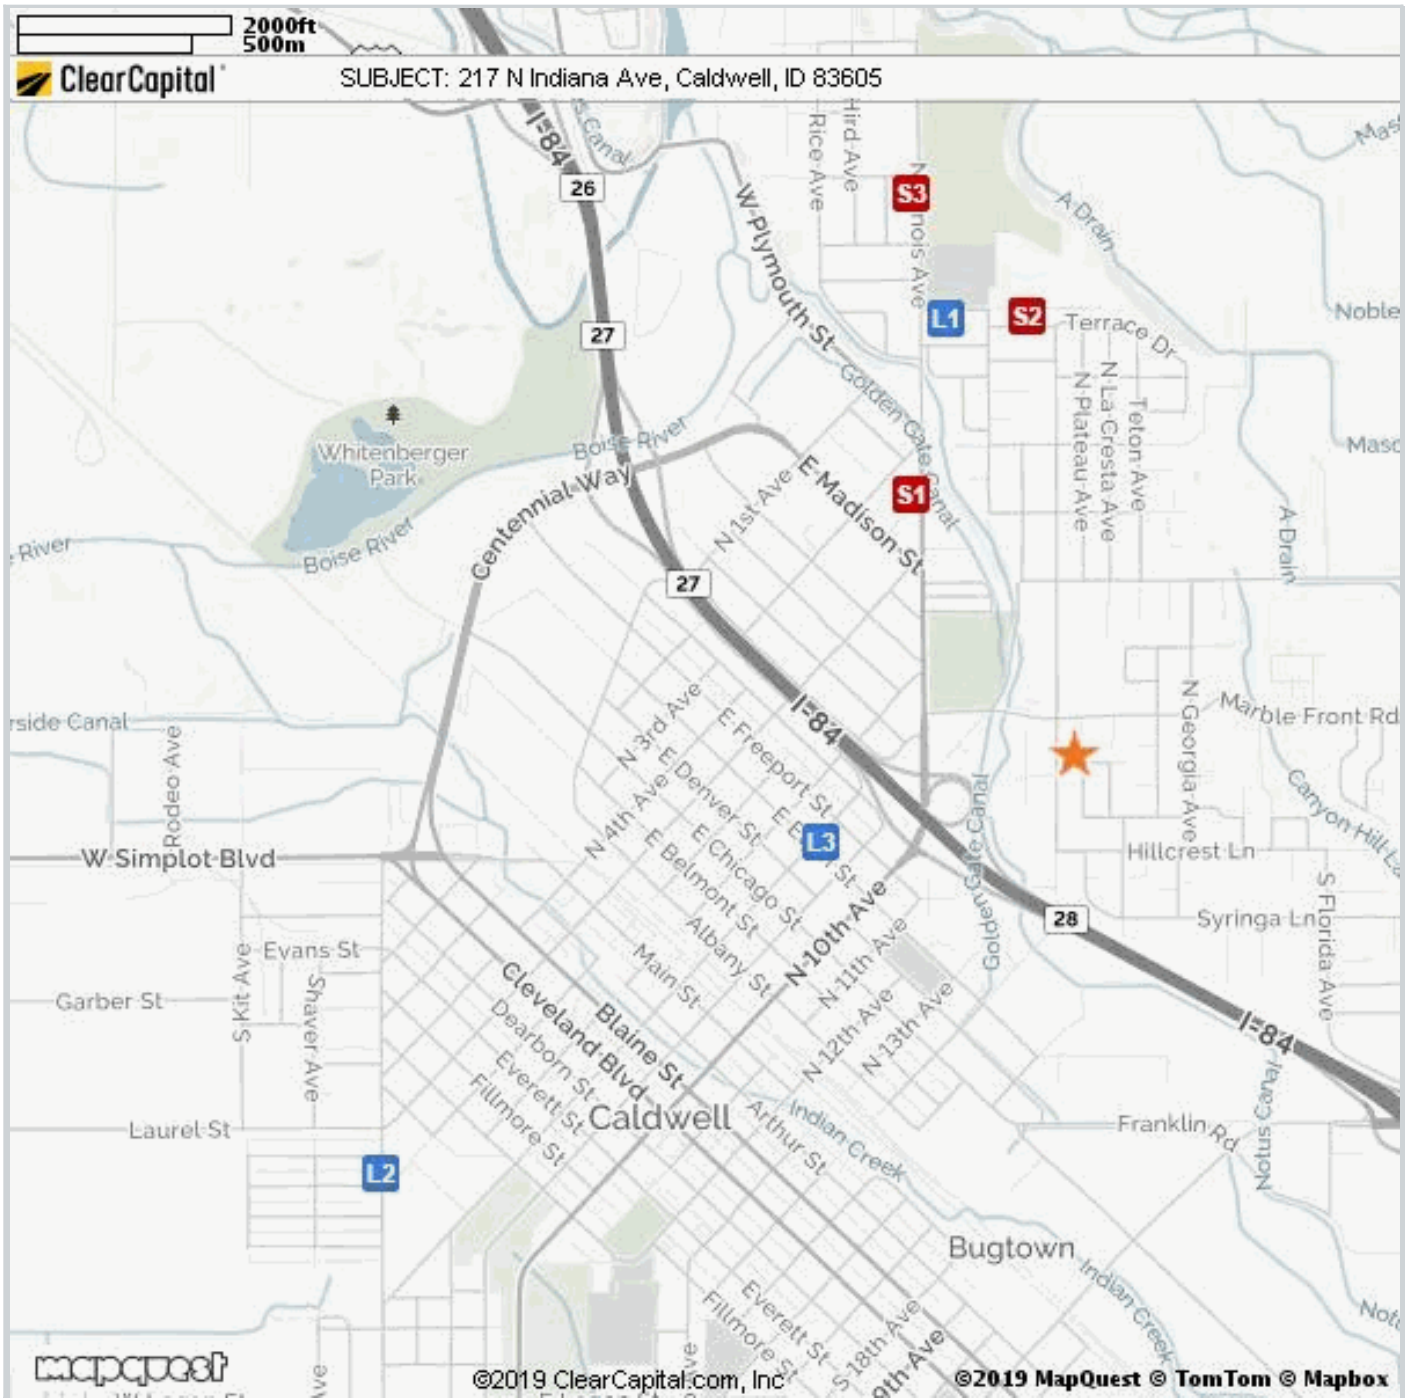 2000ft
500m
ClearCapital
SUBJECT: 217 N Indiana Ave, Caldwell, ID 83605
I-84
Canal
26
Rice Ave
Hird Ave
S3
W Plymouth St
A Drain
27
L1
S2
Terrace Dr
Noble
Golden Gate Canal
N Plateau Ave
N La Cresta Ave
Teton Ave
Whitenberger
Park
Boise River
Centennial Way
Boise River
River
N 1st Ave
E Madison St
S1
A Drain
27
rside Canal
Rodeo Ave
N 3rd Ave
E Freeport St
I-84
N Georgia Ave
Marble Front Rd
N 4th Ave
E Denver St
L3
Golden Gate Canal
Canyon Hill La
W Simplot Blvd
E Chicago St
E Belmont St
Hillcrest Ln
Albany St
N 10th Ave
28
Syringa Ln
S Florida Ave
Evans St
Main St
N 11th Ave
Garber St
S Kit Ave
Shaver Ave
Cleveland Blvd
Blaine St
N 12th Ave
N 13th Ave
Dearborn St
Everett St
Fillmore St
I-84
Notus Canal
Laurel St
Caldwell
Arthur St
Indian Creek
Franklin Rd
L2
Bugtown
Indian Creek
Everett St
Fillmore St
S 18th Ave
9th Ave
mapquest
©2019 ClearCapital.com, Inc
©2019 MapQuest © TomTom © Mapbox